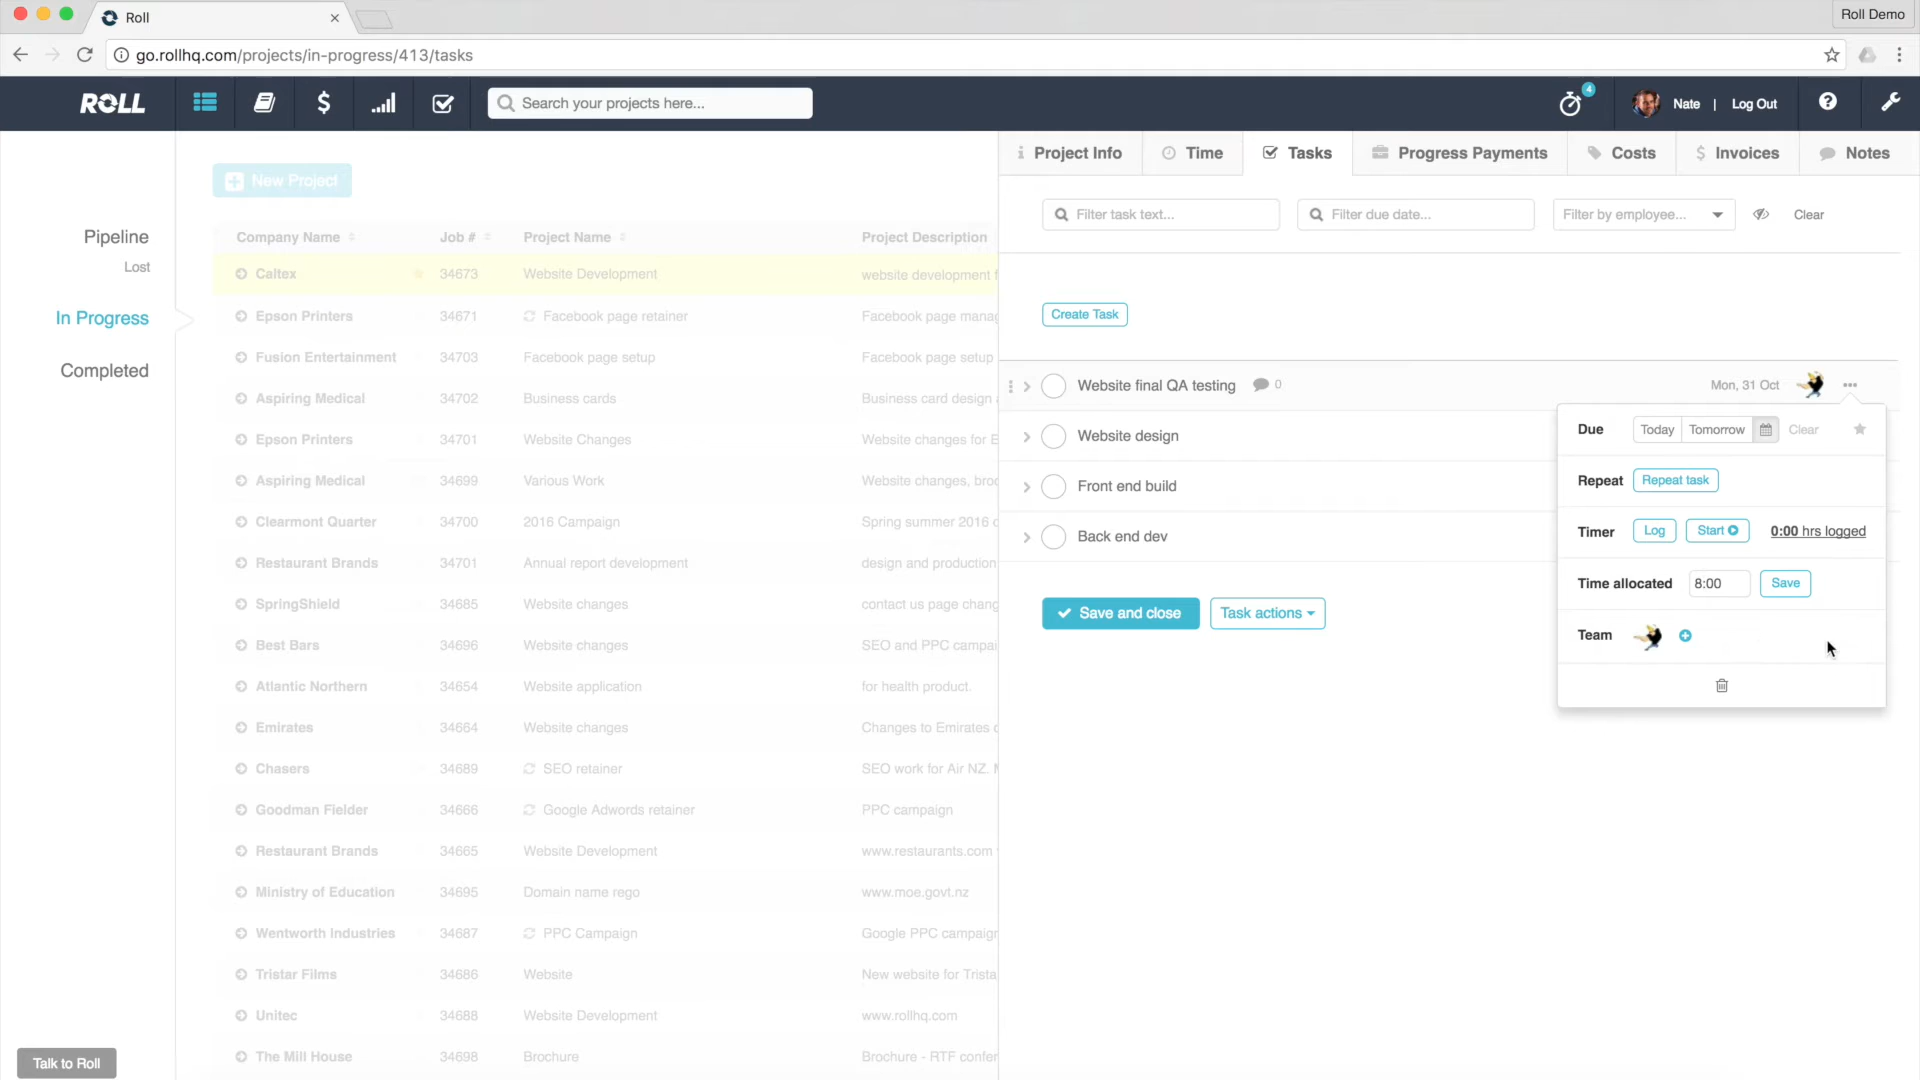 Roll
Roll Demo
go.rollhq.com/projects/in-progress/413/tasks
ROLL
$
Search your projects here...
4
Nate | Log Out
?
Pipeline
Lost
In Progress
Completed
New Project
Company Name Job # Project Name Project Description
Caltex 34673 Website Development website development f
Epson Printers 34671 Facebook page retainer Facebook page manag
Fusion Entertainment 34703 Facebook page setup Facebook page setup
Aspiring Medical 34702 Business cards Business card design a
Epson Printers 34701 Website Changes Website changes for E
Aspiring Medical 34699 Various Work Website changes, broc
Clearmont Quarter 34700 2016 Campaign Spring summer 2016 c
Restaurant Brands 34701 Annual report development design and production
SpringShield 34685 Website changes contact us page chang
Best Bars 34696 Website changes SEO and PPC campai
Atlantic Northern 34654 Website application for health product.
Emirates 34664 Website changes Changes to Emirates c
Chasers 34689 SEO retainer SEO work for Air NZ. M
Goodman Fielder 34666 Google Adwords retainer PPC campaign
Restaurant Brands 34665 Website Development www.restaurants.com
Ministry of Education 34695 Domain name rego www.moe.govt.nz
Wentworth Industries 34687 PPC Campaign Google PPC campaign
Tristar Films 34686 Website New website for Trista
Unitec 34688 Website Development www.rollhq.com
The Mill House 34698 Brochure Brochure - RTF confer
Talk to Roll
Project Info Time Tasks Progress Payments Costs $ Invoices Notes
Filter task text... Filter due date... Filter by employee... Clear
Create Task
Website final QA testing 0 Mon, 31 Oct
Website design
Front end build
Back end dev
Save and close Task actions
Due Today Tomorrow Clear
Repeat Repeat task
Timer Log Start 0:00 hrs logged
Time allocated 8:00 Save
Team